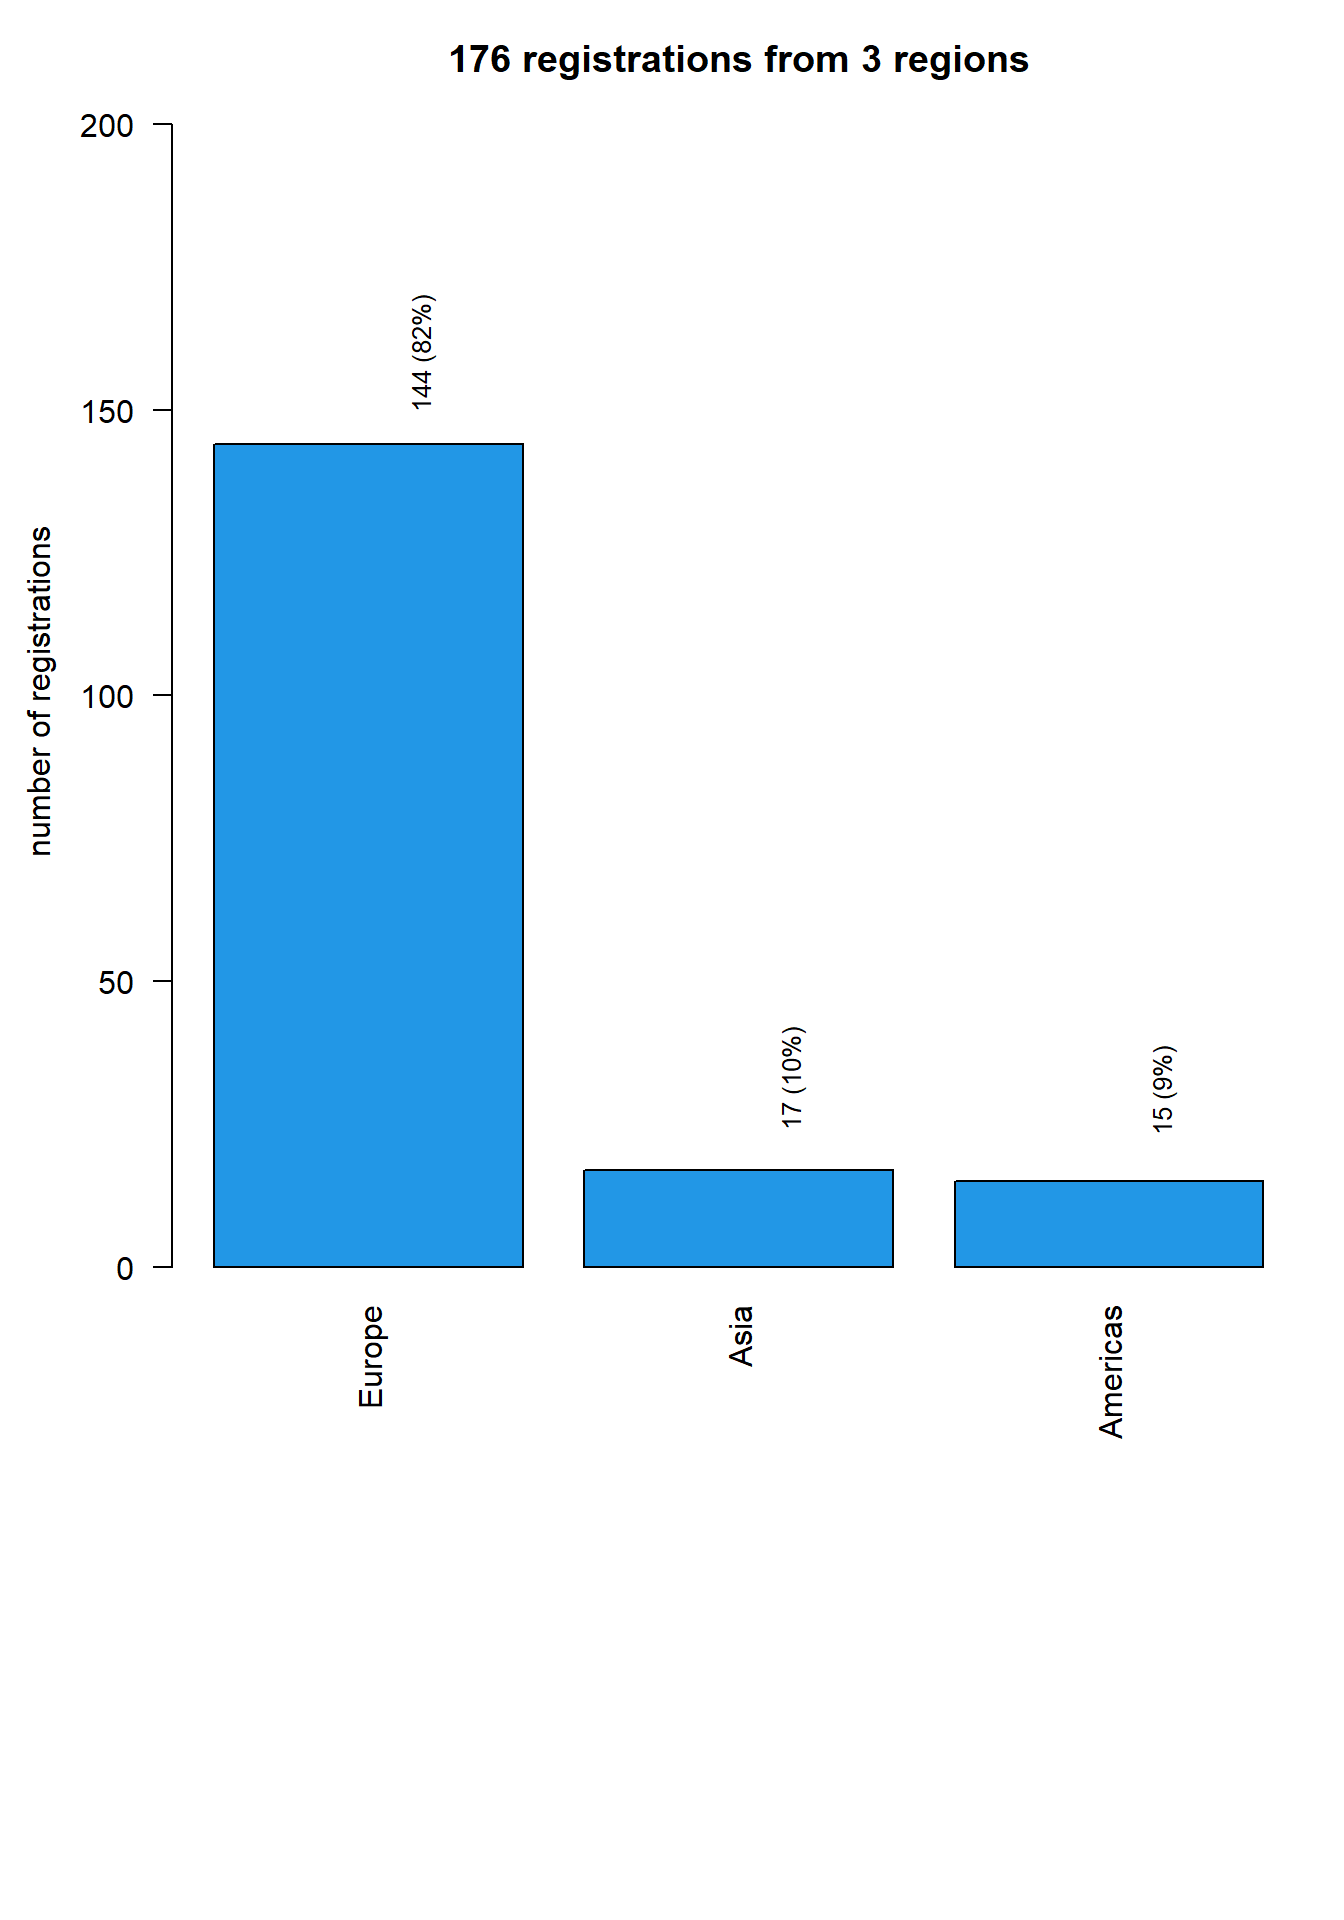 176 registrations from 3 regions
number of registrations
200
150
100
50
0
144 (82%)
17 (10%)
15 (9%)
Europe
Asia
Americas